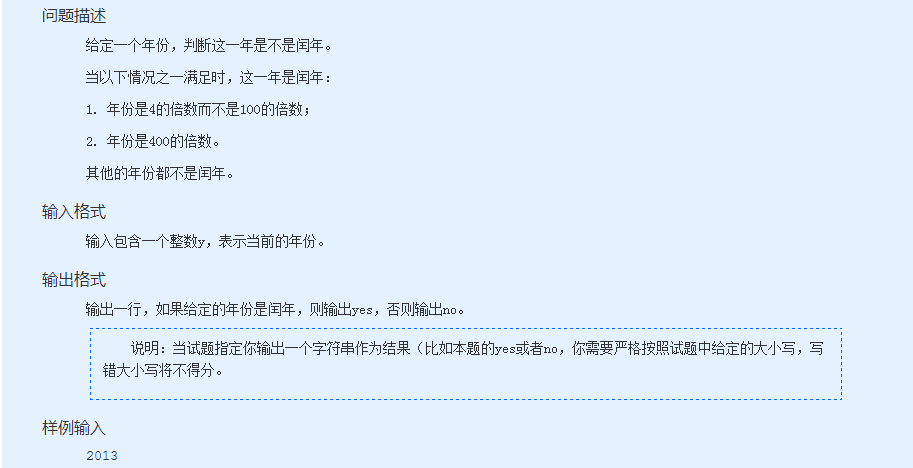 问题描述
给定一个年份，判断这一年是不是闰年。
当以下情况之一满足时，这一年是闰年：
1. 年份是4的倍数而不是100的倍数；
2. 年份是400的倍数。
其他的年份都不是闰年。
输入格式
输入包含一个整数y，表示当前的年份。
输出格式
输出一行，如果给定的年份是闰年，则输出yes，否则输出no。
说明：当试题指定你输出一个字符串作为结果（比如本题的yes或者no，你需要严格按照试题中给定的大小写，写
错大小写将不得分。
样例输入
2013